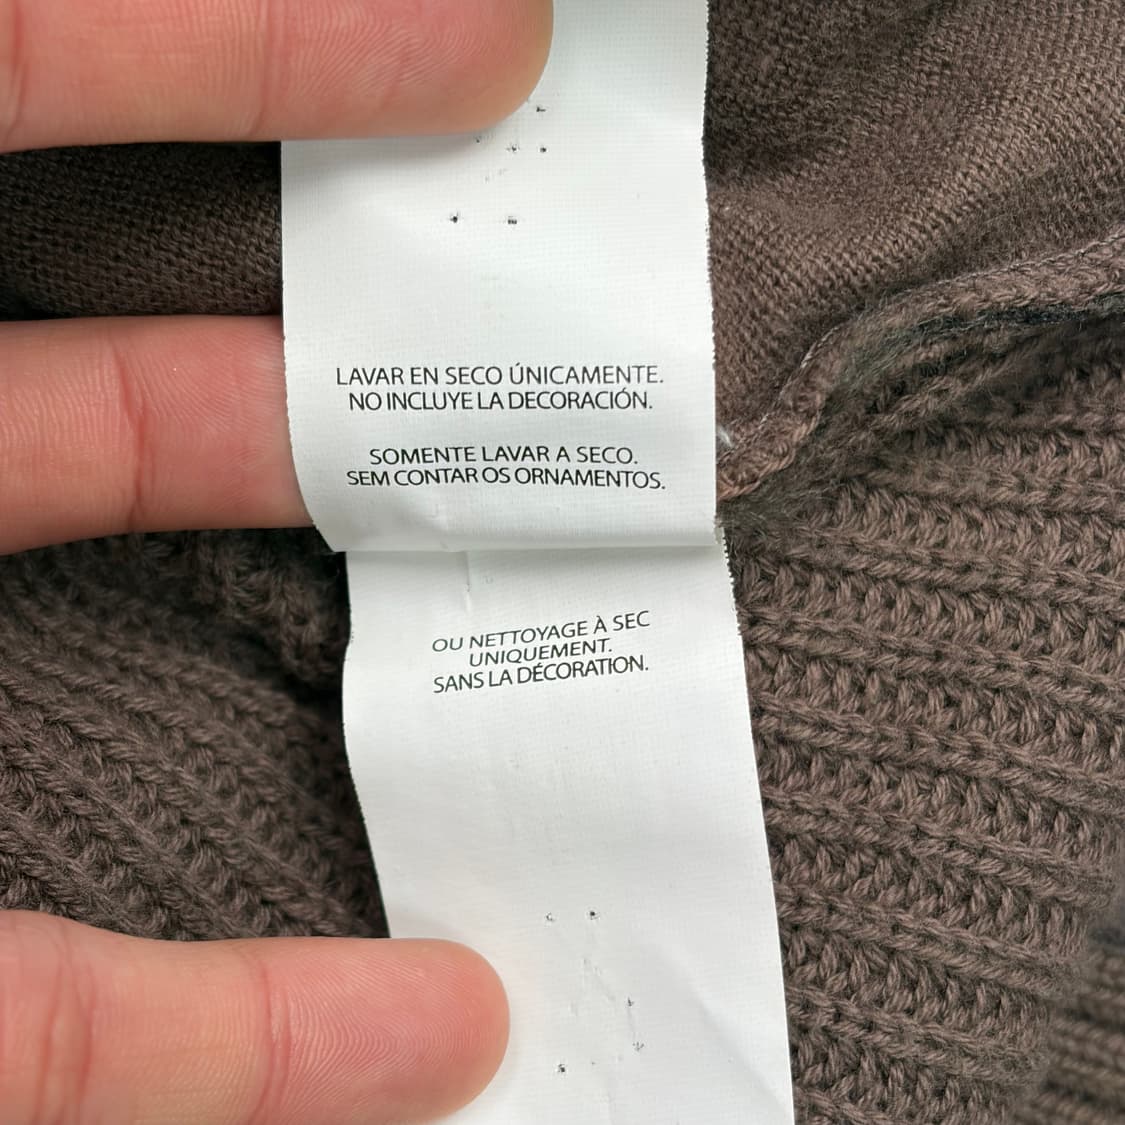 LAVAR EN SECO ÚNICAMENTE.
NO INCLUYE LA DECORACIÓN.
SOMENTE LAVAR A SECO.
SEM CONTAR OS ORNAMENTOS.
OU NETTOYAGE À SEC
UNIQUEMENT.
SANS LA DÉCORATION.